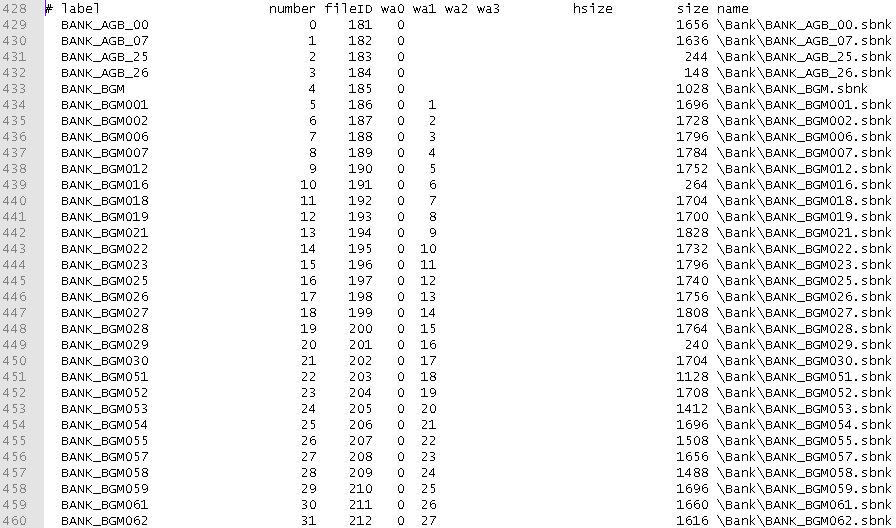 428 # label number fileID wa0 wa1 wa2 wa3 hsize size name
429 BANK_AGB_00 0 181 0 1656 \Bank\BANK_AGB_00.sbnk
430 BANK_AGB_07 1 182 0 1636 \Bank\BANK_AGB_07.sbnk
431 BANK_AGB_25 2 183 0 244 \Bank\BANK_AGB_25.sbnk
432 BANK_AGB_26 3 184 0 148 \Bank\BANK_AGB_26.sbnk
433 BANK_BGM 4 185 0 1028 \Bank\BANK_BGM.sbnk
434 BANK_BGM001 5 186 0 1 1696 \Bank\BANK_BGM001.sbnk
435 BANK_BGM002 6 187 0 2 1728 \Bank\BANK_BGM002.sbnk
436 BANK_BGM006 7 188 0 3 1796 \Bank\BANK_BGM006.sbnk
437 BANK_BGM007 8 189 0 4 1784 \Bank\BANK_BGM007.sbnk
438 BANK_BGM012 9 190 0 5 1752 \Bank\BANK_BGM012.sbnk
439 BANK_BGM016 10 191 0 6 264 \Bank\BANK_BGM016.sbnk
440 BANK_BGM018 11 192 0 7 1704 \Bank\BANK_BGM018.sbnk
441 BANK_BGM019 12 193 0 8 1700 \Bank\BANK_BGM019.sbnk
442 BANK_BGM021 13 194 0 9 1828 \Bank\BANK_BGM021.sbnk
443 BANK_BGM022 14 195 0 10 1732 \Bank\BANK_BGM022.sbnk
444 BANK_BGM023 15 196 0 11 1796 \Bank\BANK_BGM023.sbnk
445 BANK_BGM025 16 197 0 12 1740 \Bank\BANK_BGM025.sbnk
446 BANK_BGM026 17 198 0 13 1756 \Bank\BANK_BGM026.sbnk
447 BANK_BGM027 18 199 0 14 1808 \Bank\BANK_BGM027.sbnk
448 BANK_BGM028 19 200 0 15 1764 \Bank\BANK_BGM028.sbnk
449 BANK_BGM029 20 201 0 16 240 \Bank\BANK_BGM029.sbnk
450 BANK_BGM030 21 202 0 17 1704 \Bank\BANK_BGM030.sbnk
451 BANK_BGM051 22 203 0 18 1128 \Bank\BANK_BGM051.sbnk
452 BANK_BGM052 23 204 0 19 1708 \Bank\BANK_BGM052.sbnk
453 BANK_BGM053 24 205 0 20 1412 \Bank\BANK_BGM053.sbnk
454 BANK_BGM054 25 206 0 21 1696 \Bank\BANK_BGM054.sbnk
455 BANK_BGM055 26 207 0 22 1508 \Bank\BANK_BGM055.sbnk
456 BANK_BGM057 27 208 0 23 1656 \Bank\BANK_BGM057.sbnk
457 BANK_BGM058 28 209 0 24 1488 \Bank\BANK_BGM058.sbnk
458 BANK_BGM059 29 210 0 25 1696 \Bank\BANK_BGM059.sbnk
459 BANK_BGM061 30 211 0 26 1660 \Bank\BANK_BGM061.sbnk
460 BANK_BGM062 31 212 0 27 1616 \Bank\BANK_BGM062.sbnk